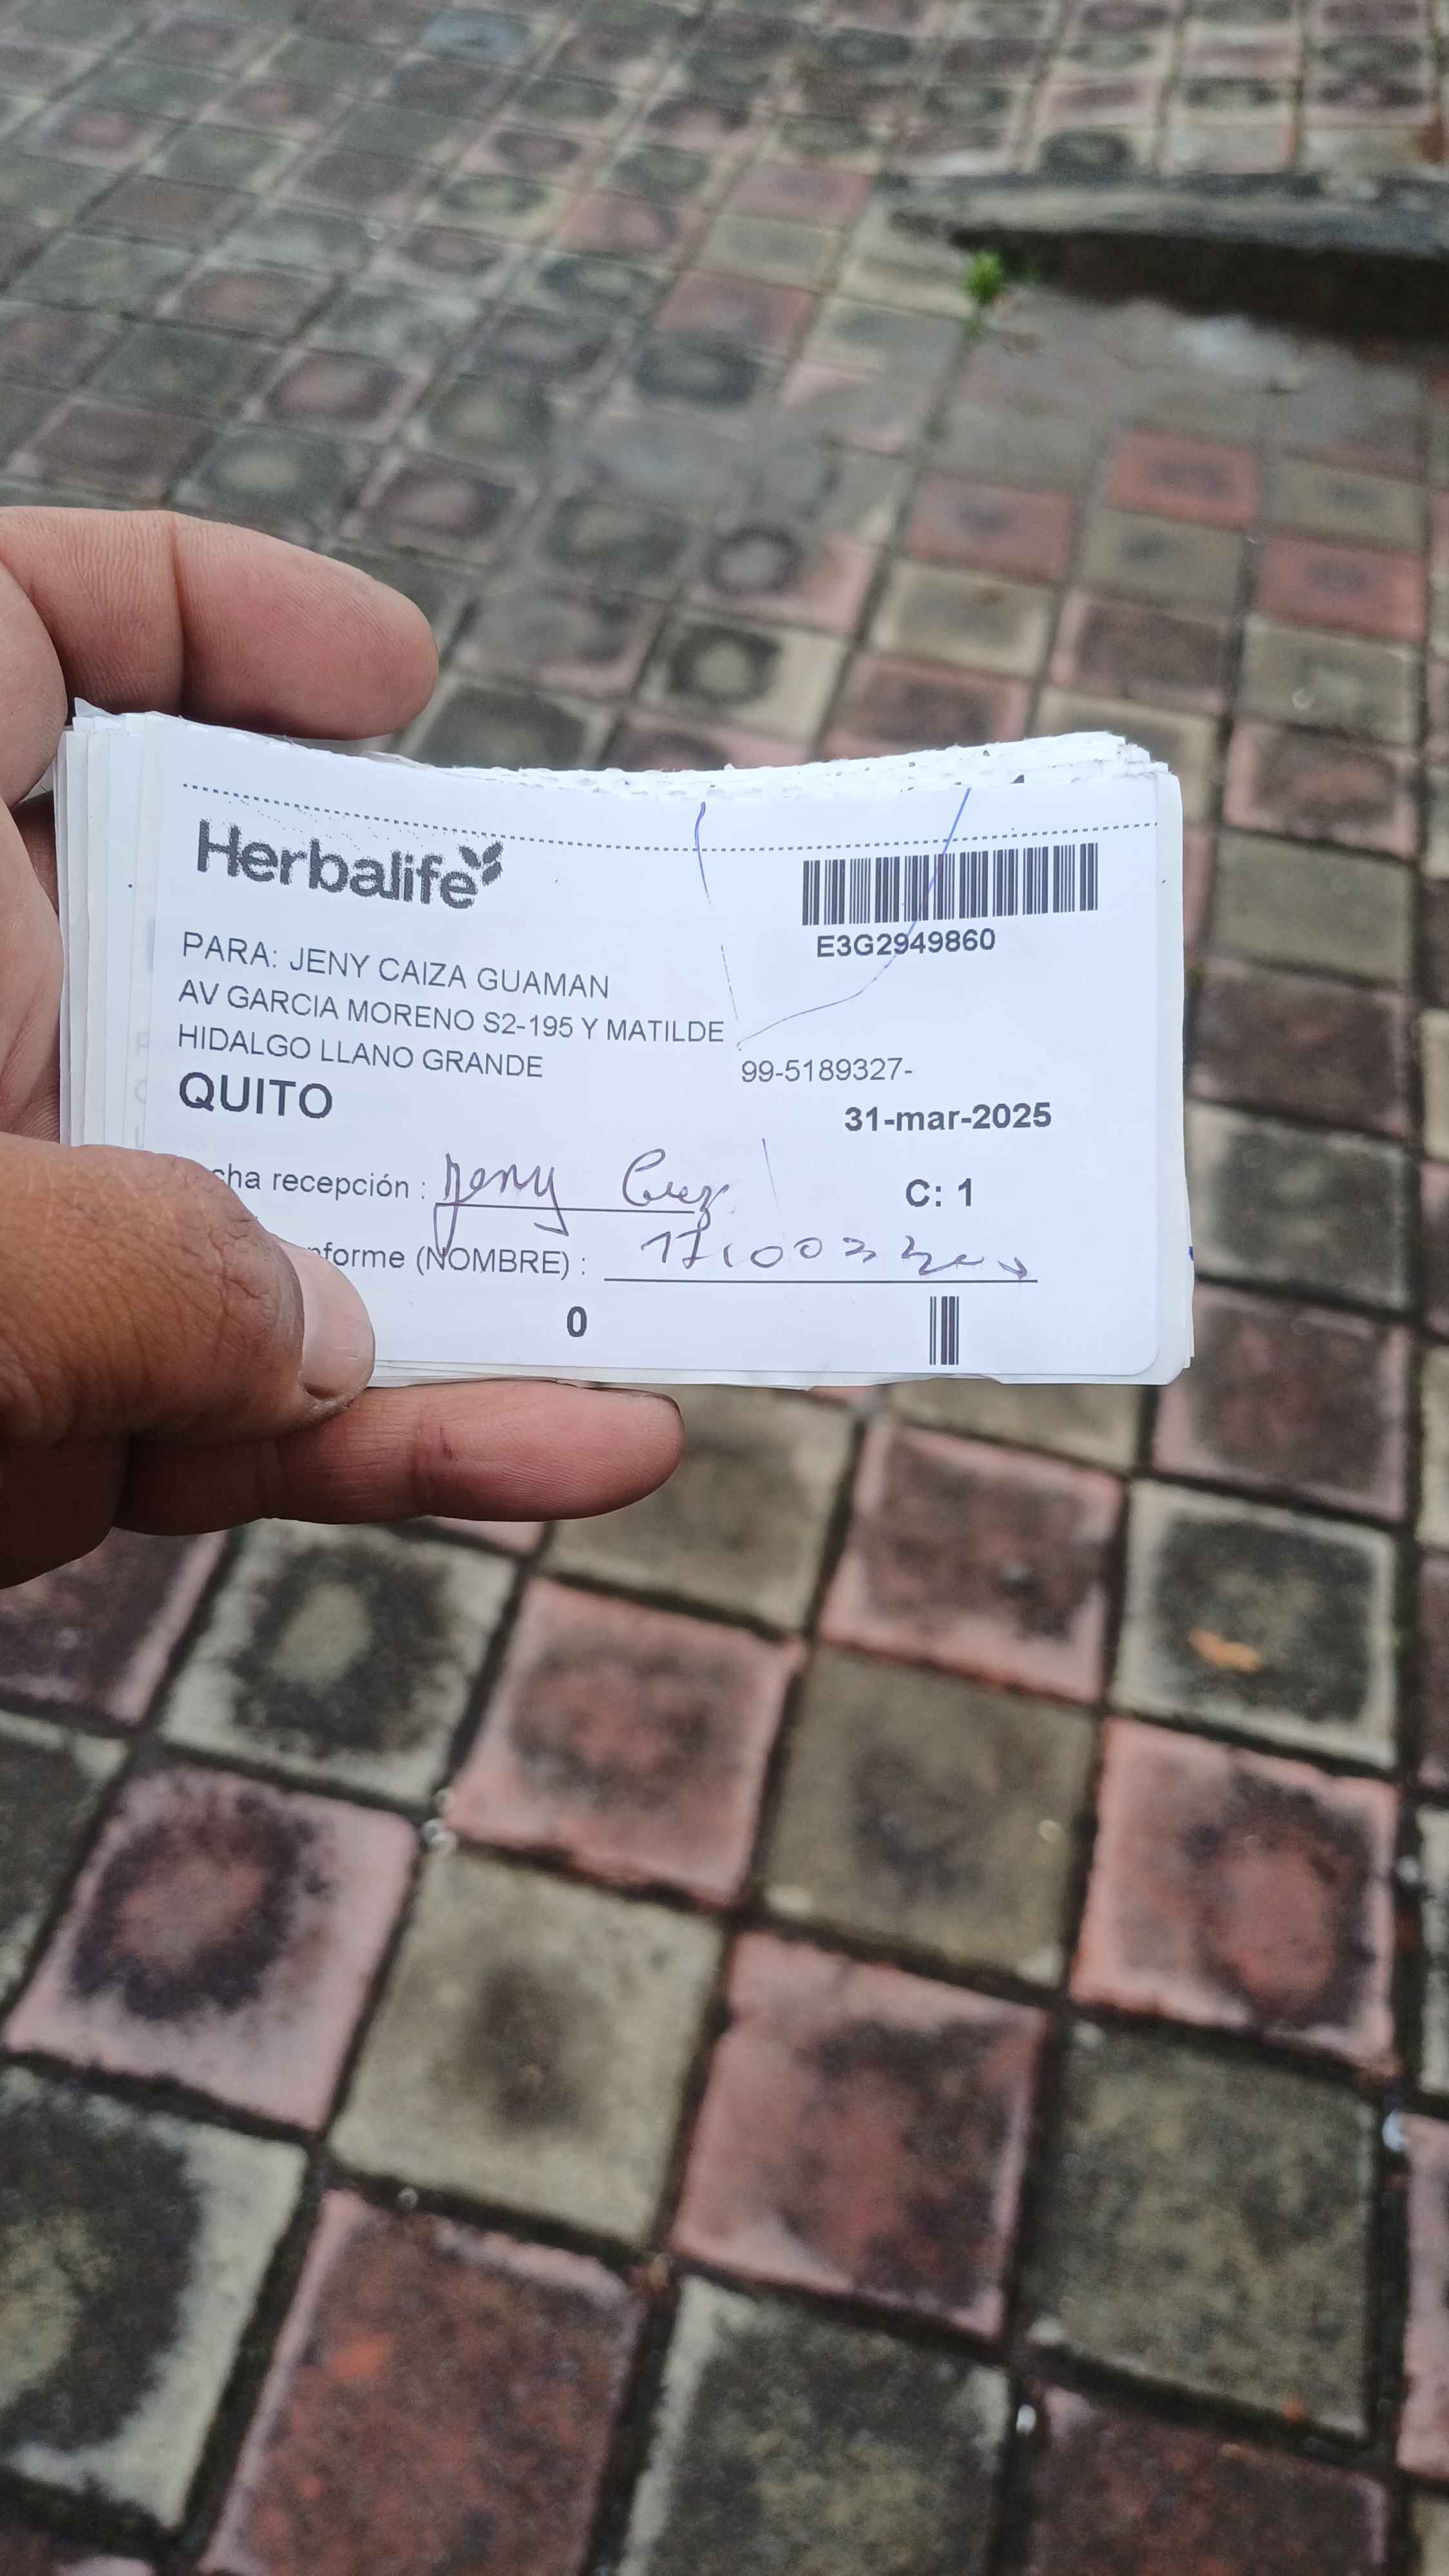 Herbalife
E3G2949860
PARA: JENY CAIZA GUAMAN
AV GARCIA MORENO S2-195 Y MATILDE
HIDALGO LLANO GRANDE
99-5189327-
QUITO
31-mar-2025
cha recepción : Jeny
C: 1
nforme (NOMBRE) :
0